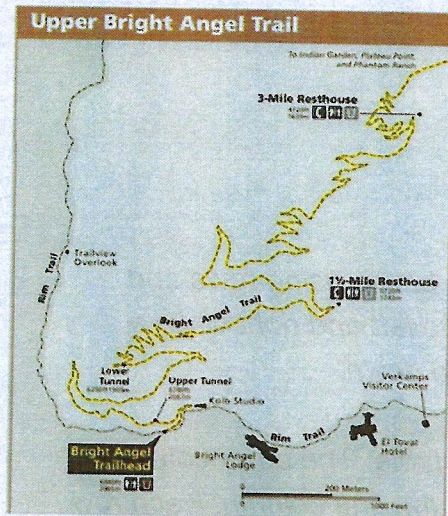 Upper Bright Angel Trail
To Indian Garden, Plateau Point,
and Phantom Ranch
3-Mile Resthouse
1½-Mile Resthouse
Trailview
Overlook
Rim Trail
Bright Angel Trail
Lower
Tunnel
Upper Tunnel
Kolb Studio
Verkamps
Visitor Center
Bright Angel
Trailhead
Bright Angel
Lodge
Rim Trail
El Tovar
Hotel
0 200 Meters
0 1000 Feet